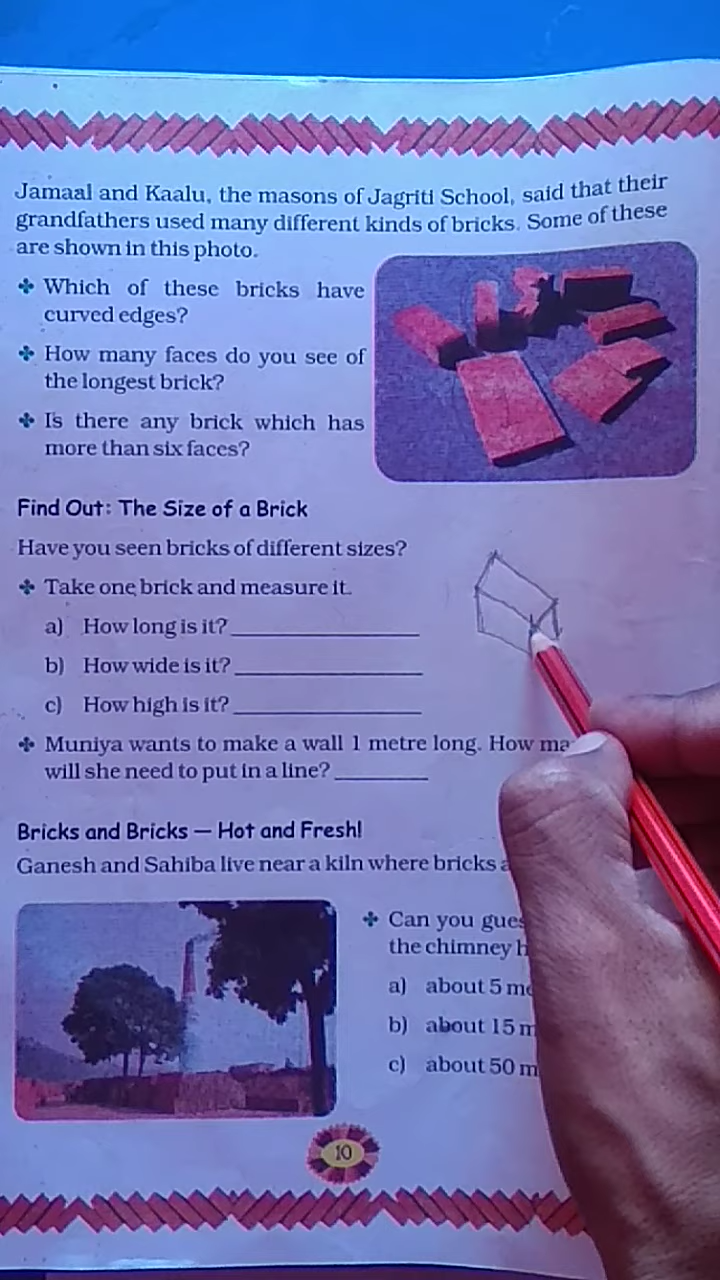 Jamaal and Kaalu, the masons of Jagriti School, said that their
grandfathers used many different kinds of bricks. Some of these
are shown in this photo.
✤ Which of these bricks have
curved edges?
✤ How many faces do you see of
the longest brick?
✤ Is there any brick which has
more than six faces?
Find Out: The Size of a Brick
Have you seen bricks of different sizes?
✤ Take one brick and measure it.
a) How long is it? ____________
b) How wide is it? ____________
c) How high is it? ____________
✤ Muniya wants to make a wall 1 metre long. How
will she need to put in a line? ______
Bricks and Bricks — Hot and Fresh!
Ganesh and Sahiba live near a kiln where bricks
✤ Can you
the chimney
a) about 5
b) about 15
c) about 50
10